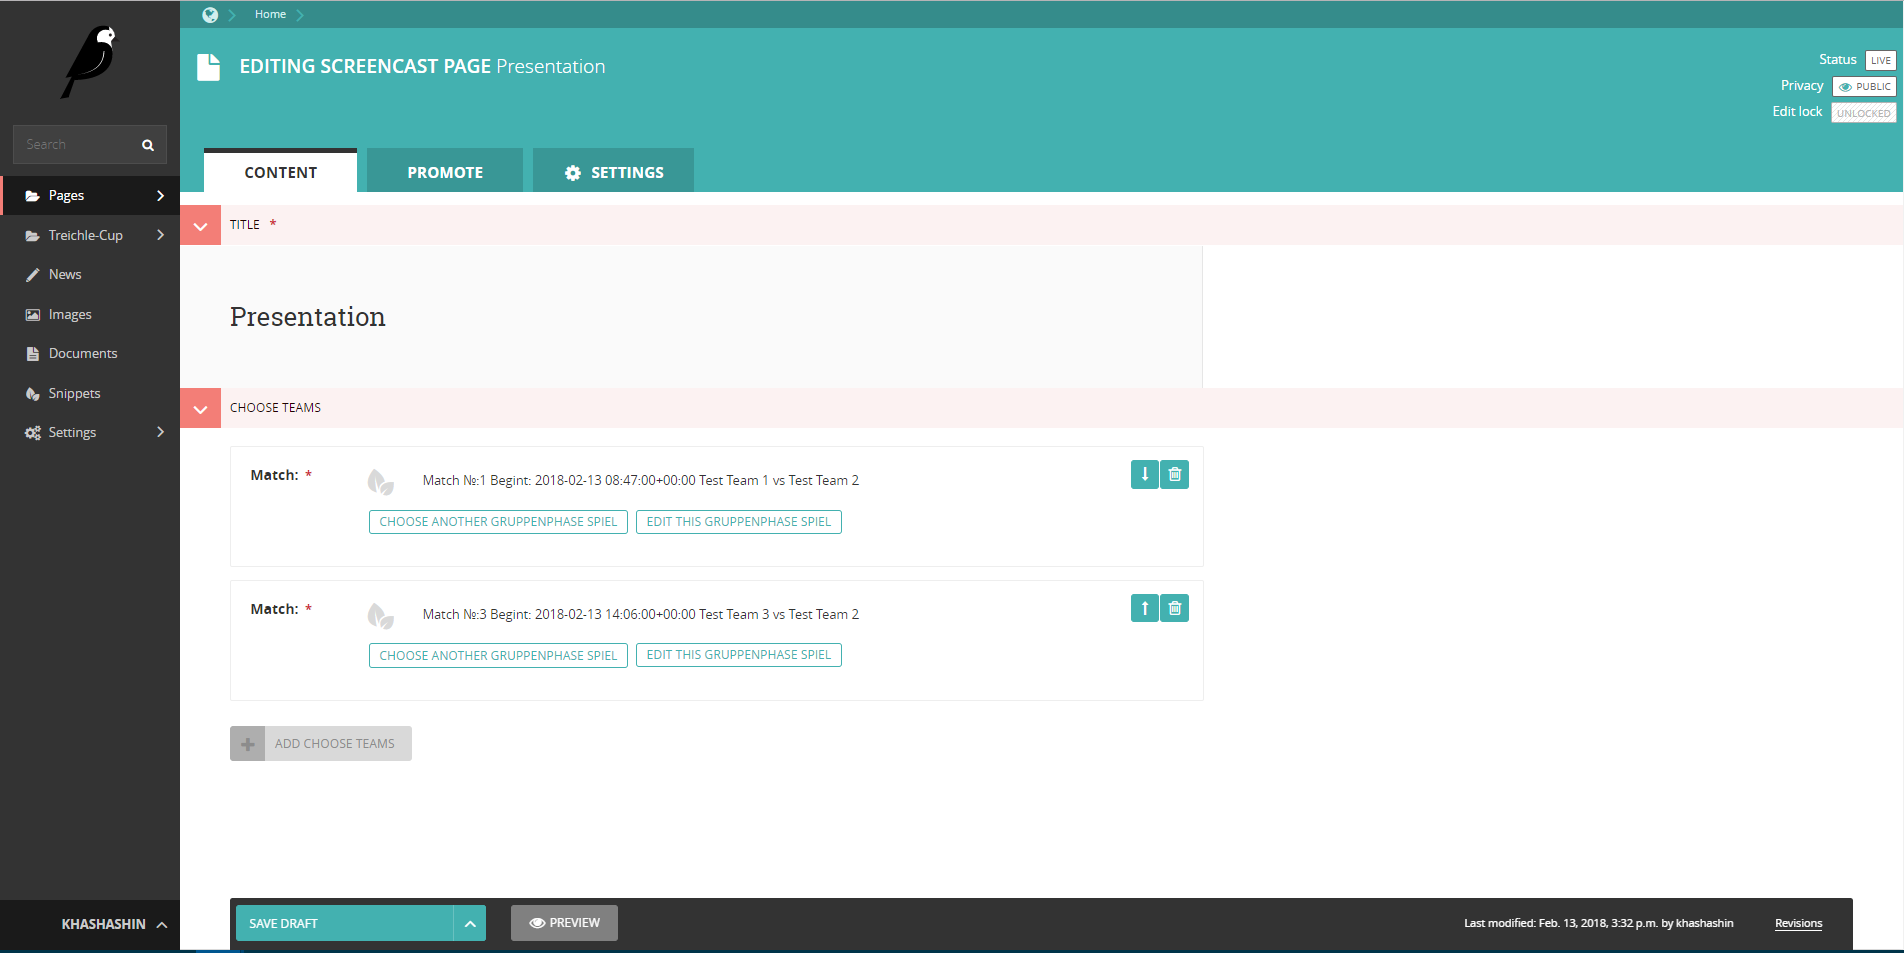 Home
EDITING SCREENCAST PAGE Presentation
Status LIVE
Privacy PUBLIC
Edit lock UNLOCKED
Search
Pages
Treichle-Cup
News
Images
Documents
Snippets
Settings
KHASHASHIN
CONTENT PROMOTE SETTINGS
TITLE *
Presentation
CHOOSE TEAMS
Match: * Match №:1 Begint: 2018-02-13 08:47:00+00:00 Test Team 1 vs Test Team 2
CHOOSE ANOTHER GRUPPENPHASE SPIEL EDIT THIS GRUPPENPHASE SPIEL
Match: * Match №:3 Begint: 2018-02-13 14:06:00+00:00 Test Team 3 vs Test Team 2
CHOOSE ANOTHER GRUPPENPHASE SPIEL EDIT THIS GRUPPENPHASE SPIEL
ADD CHOOSE TEAMS
SAVE DRAFT PREVIEW Last modified: Feb. 13, 2018, 3:32 p.m. by khashashin Revisions